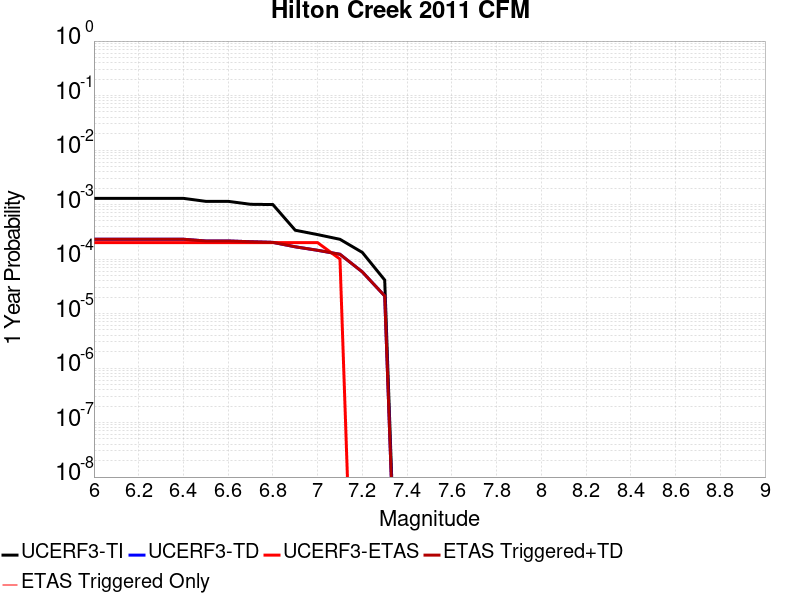 Hilton Creek 2011 CFM
10^0
10^-1
10^-2
10^-3
10^-4
10^-5
10^-6
10^-7
10^-8
1 Year Probability
6 6.2 6.4 6.6 6.8 7 7.2 7.4 7.6 7.8 8 8.2 8.4 8.6 8.8 9
Magnitude
UCERF3-TI UCERF3-TD UCERF3-ETAS ETAS Triggered+TD
ETAS Triggered Only